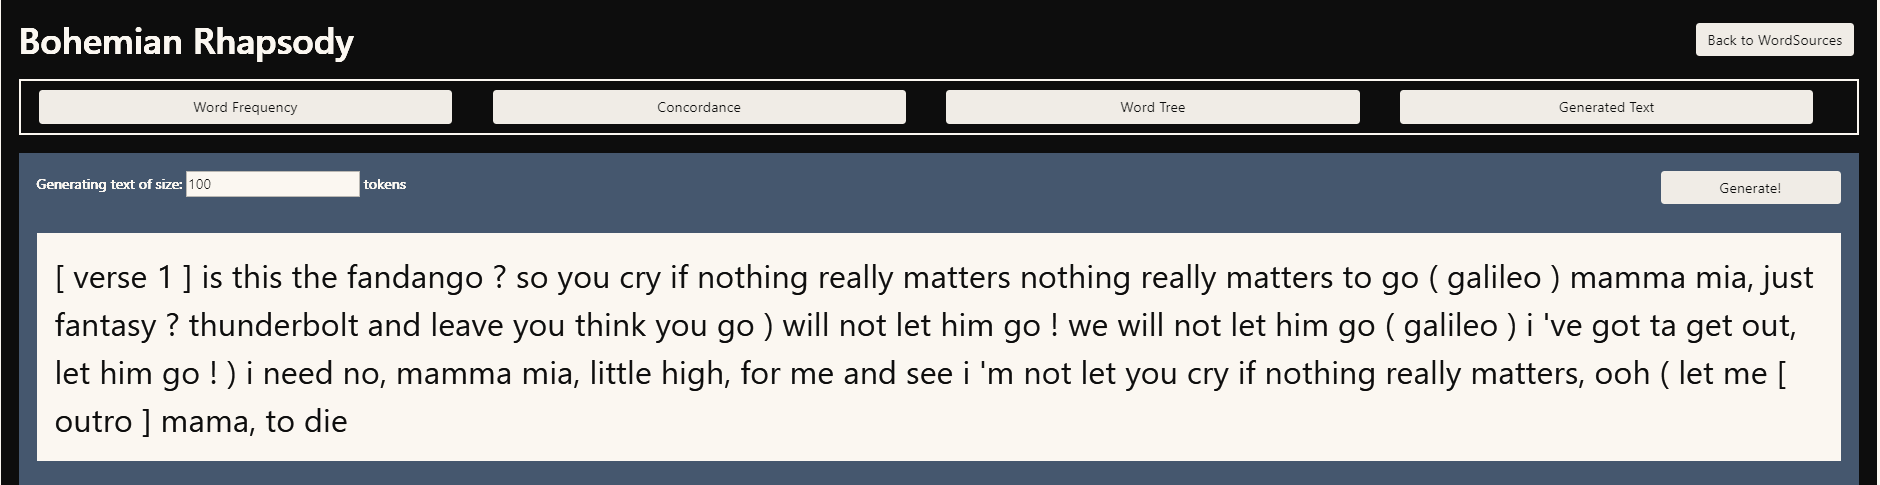 Bohemian Rhapsody
Back to WordSources
Word Frequency
Concordance
Word Tree
Generated Text
Generating text of size: 100 tokens
Generate!
[ verse 1 ] is this the fandango ? so you cry if nothing really matters nothing really matters to go ( galileo ) mamma mia, just
fantasy ? thunderbolt and leave you think you go ) will not let him go ! we will not let him go ( galileo ) i 've got ta get out,
let him go ! ) i need no, mamma mia, little high, for me and see i 'm not let you cry if nothing really matters, ooh ( let me [
outro ] mama, to die